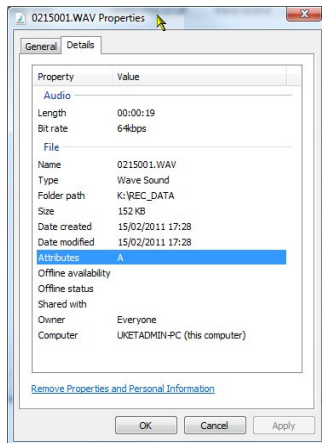 0215001.WAV Properties
General Details
Property Value
Audio
Length 00:00:19
Bit rate 64kbps
File
Name 0215001.WAV
Type Wave Sound
Folder path K:\REC_DATA
Size 152 KB
Date created 15/02/2011 17:28
Date modified 15/02/2011 17:28
Attributes A
Offline availability
Offline status
Shared with
Owner Everyone
Computer UKETADMIN-PC (this computer)
Remove Properties and Personal Information
OK Cancel Apply